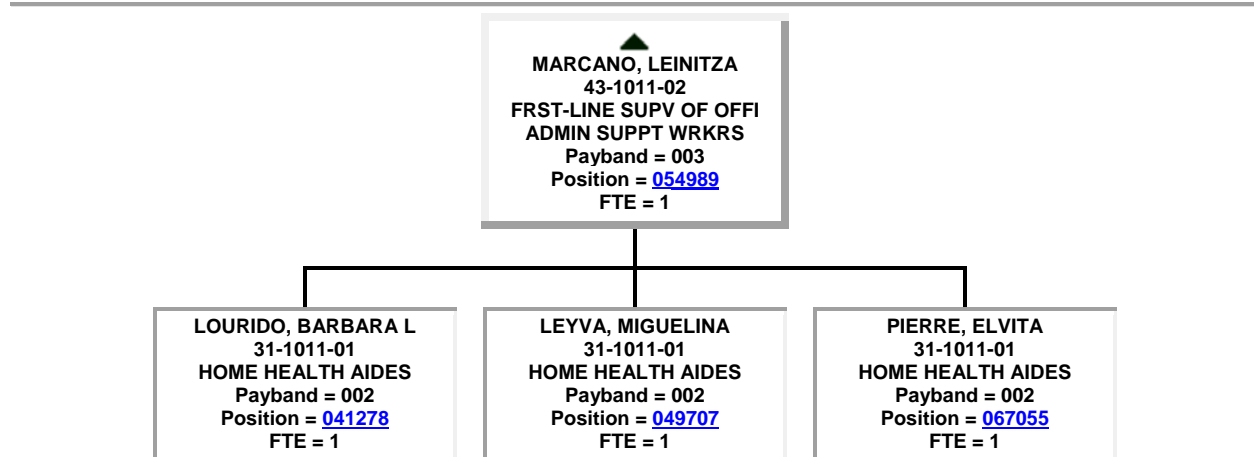 MARCANO, LEINITZA
43-1011-02
FRST-LINE SUPV OF OFFI
ADMIN SUPPT WRKRS
Payband = 003
Position = 054989
FTE = 1
LOURIDO, BARBARA L
31-1011-01
HOME HEALTH AIDES
Payband = 002
Position = 041278
FTE = 1
LEYVA, MIGUELINA
31-1011-01
HOME HEALTH AIDES
Payband = 002
Position = 049707
FTE = 1
PIERRE, ELVITA
31-1011-01
HOME HEALTH AIDES
Payband = 002
Position = 067055
FTE = 1